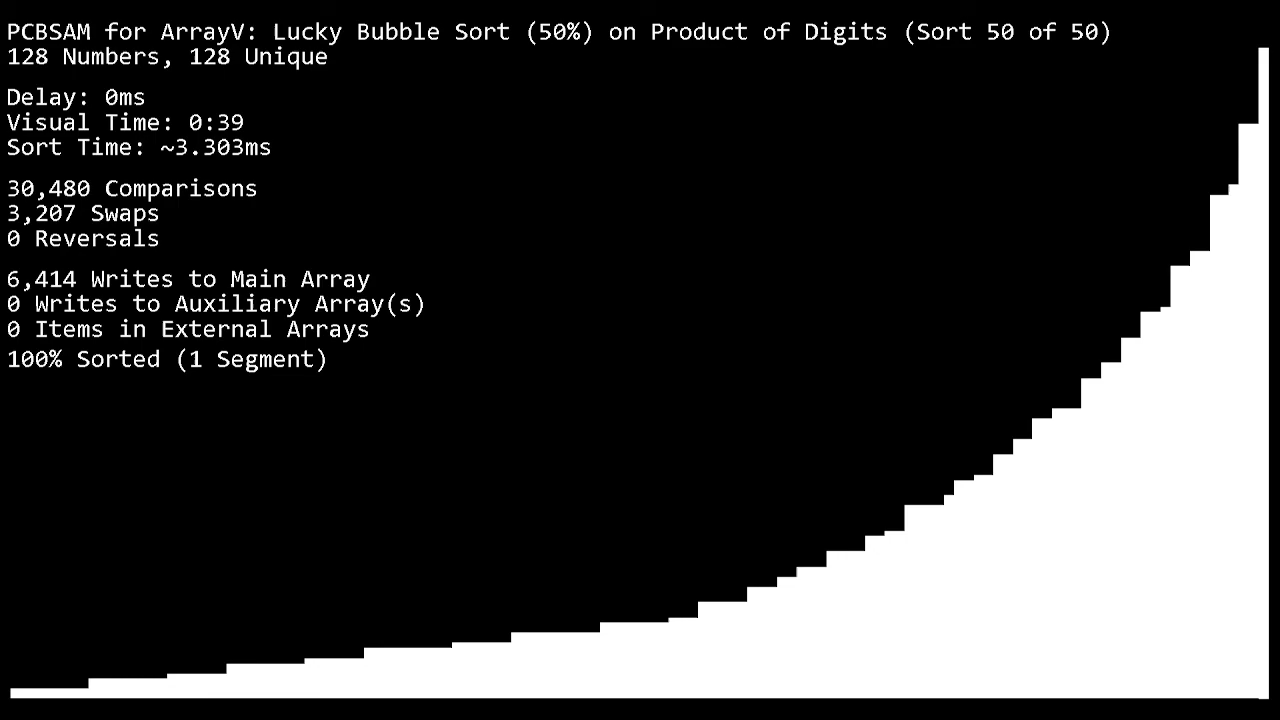 PCBSAM for ArrayV: Lucky Bubble Sort (50%) on Product of Digits (Sort 50 of 50)
128 Numbers, 128 Unique
Delay: 0ms
Visual Time: 0:39
Sort Time: ~3.303ms
30,480 Comparisons
3,207 Swaps
0 Reversals
6,414 Writes to Main Array
0 Writes to Auxiliary Array(s)
0 Items in External Arrays
100% Sorted (1 Segment)